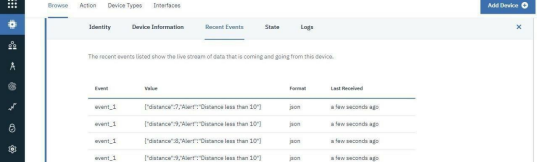 Browse Action Device Types Interfaces Add Device
Identity Device Information Recent Events State Logs
The recent events listed show the live stream of data that is coming and going from this device.
Event Value Format Last Received
event_1 {"distance":7,"Alert":"Distance less than 10"} json a few seconds ago
event_1 {"distance":9,"Alert":"Distance less than 10"} json a few seconds ago
event_1 {"distance":8,"Alert":"Distance less than 10"} json a few seconds ago
event_1 {"distance":9,"Alert":"Distance less than 10"} json a few seconds ago